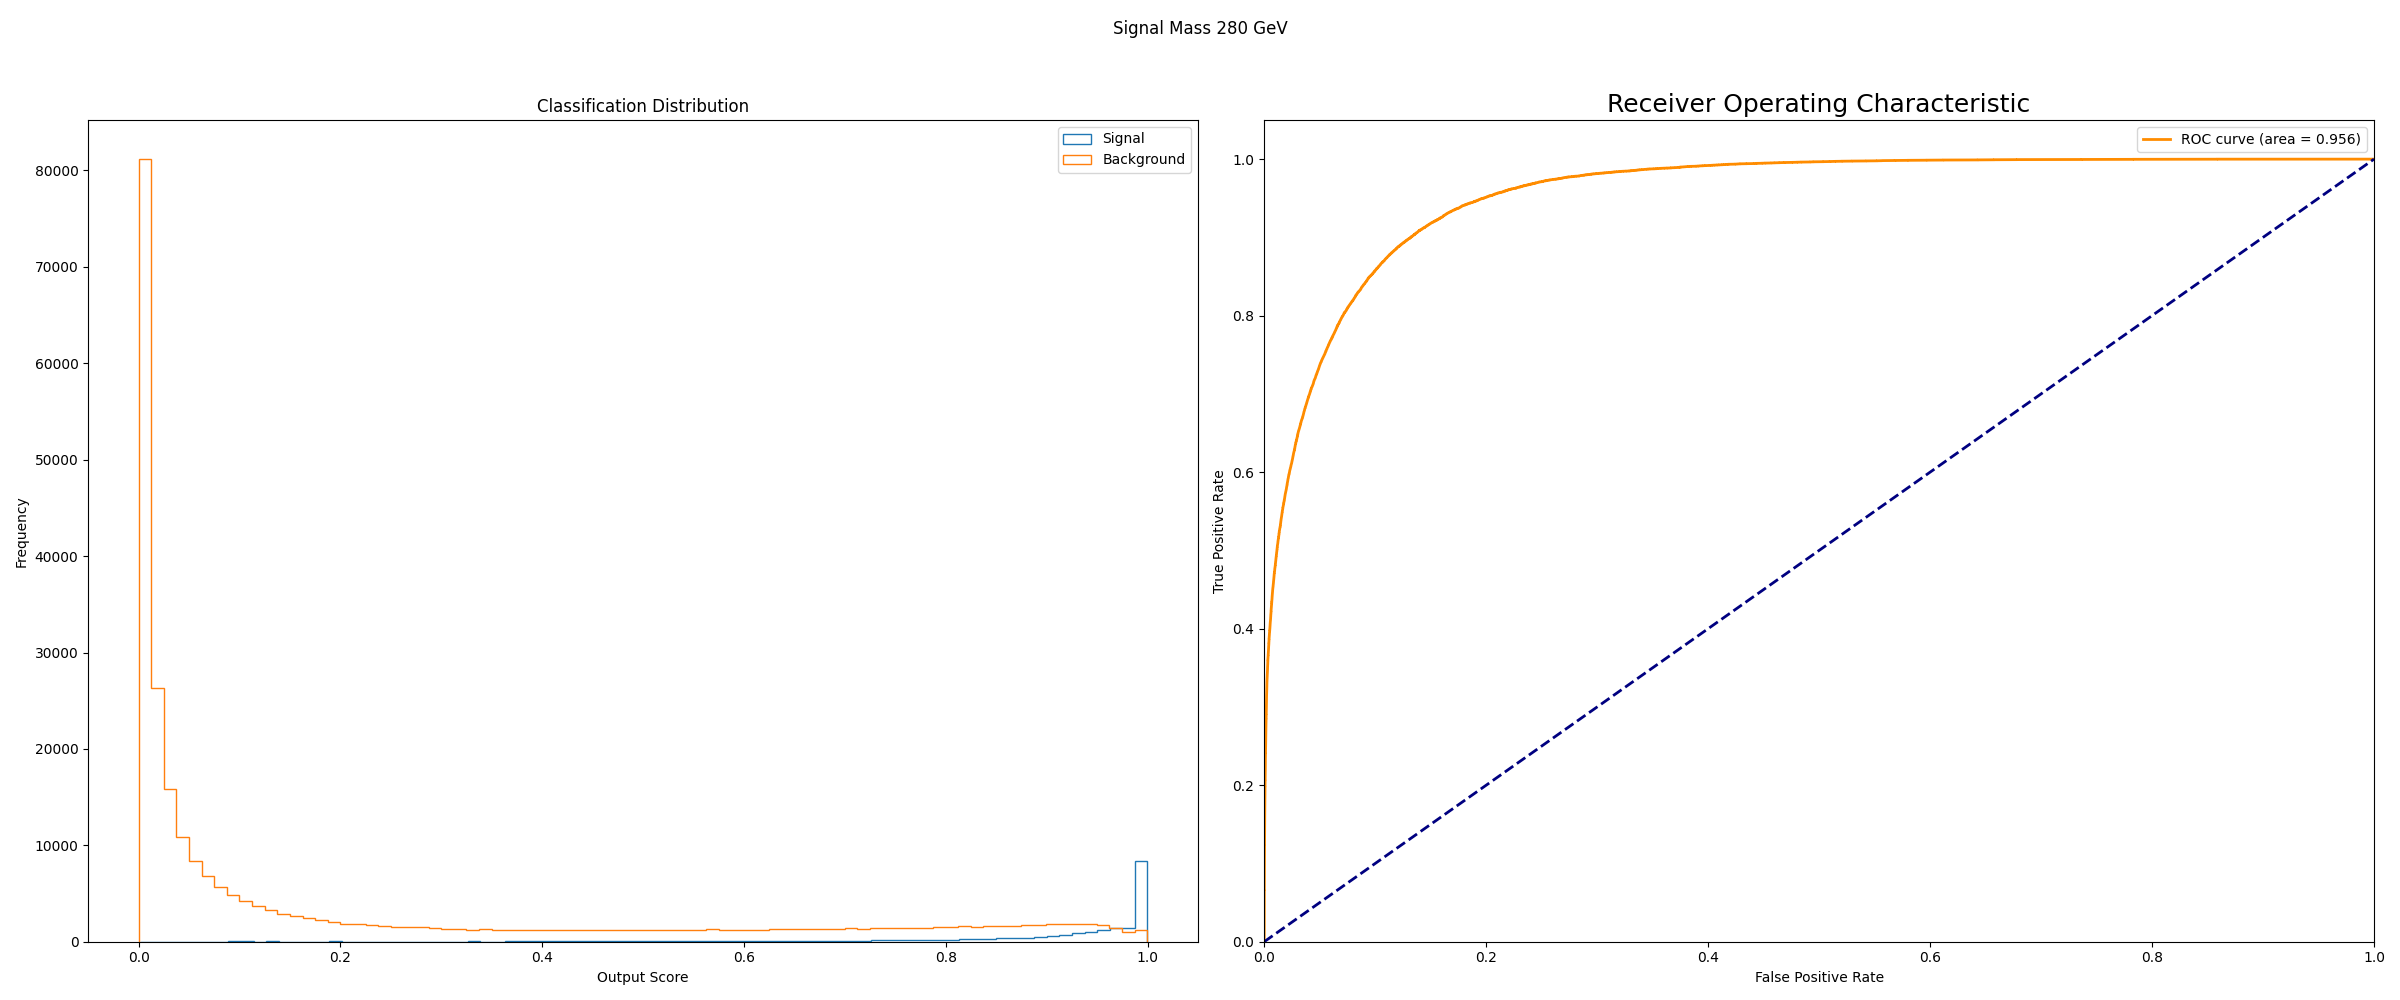 Signal Mass 280 GeV
Classification Distribution
Signal
Background
80000
70000
60000
50000
40000
30000
20000
10000
0
Frequency
0.0 0.2 0.4 0.6 0.8 1.0
Output Score
Receiver Operating Characteristic
ROC curve (area = 0.956)
1.0
0.8
0.6
0.4
0.2
0.0
True Positive Rate
0.0 0.2 0.4 0.6 0.8 1.0
False Positive Rate